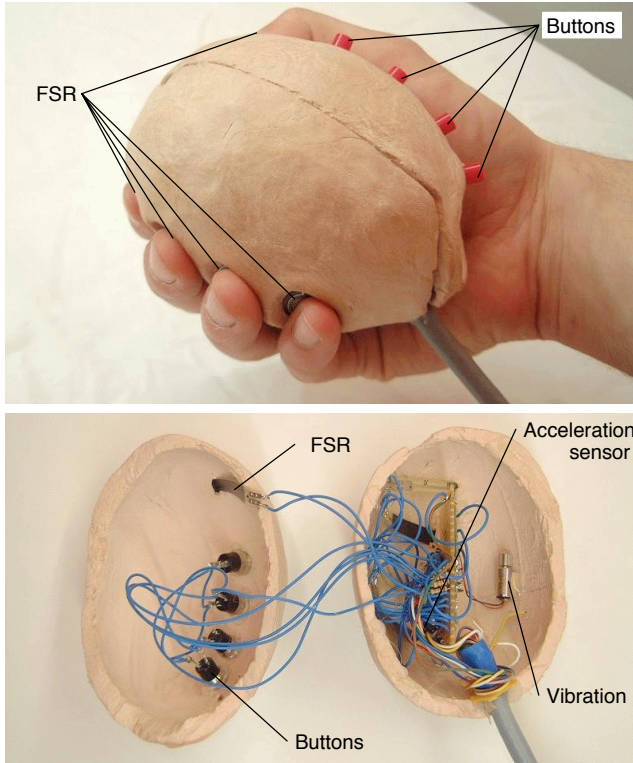 Buttons
FSR
FSR
Acceleration
sensor
Vibration
Buttons